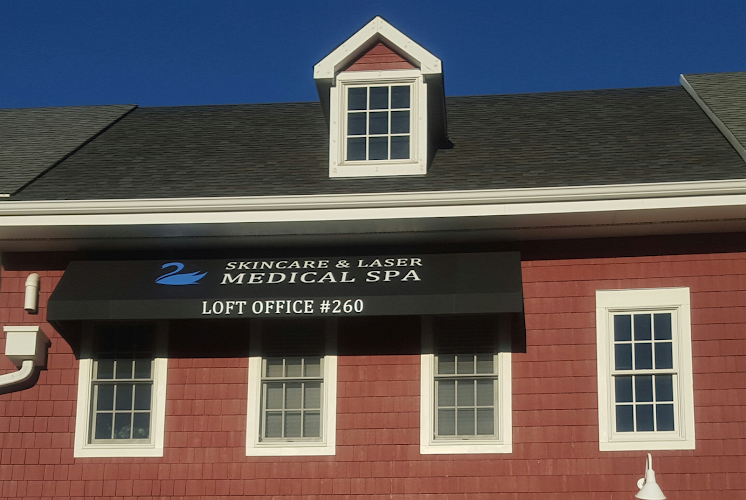 SKINCARE & LASER
MEDICAL SPA
LOFT OFFICE #260